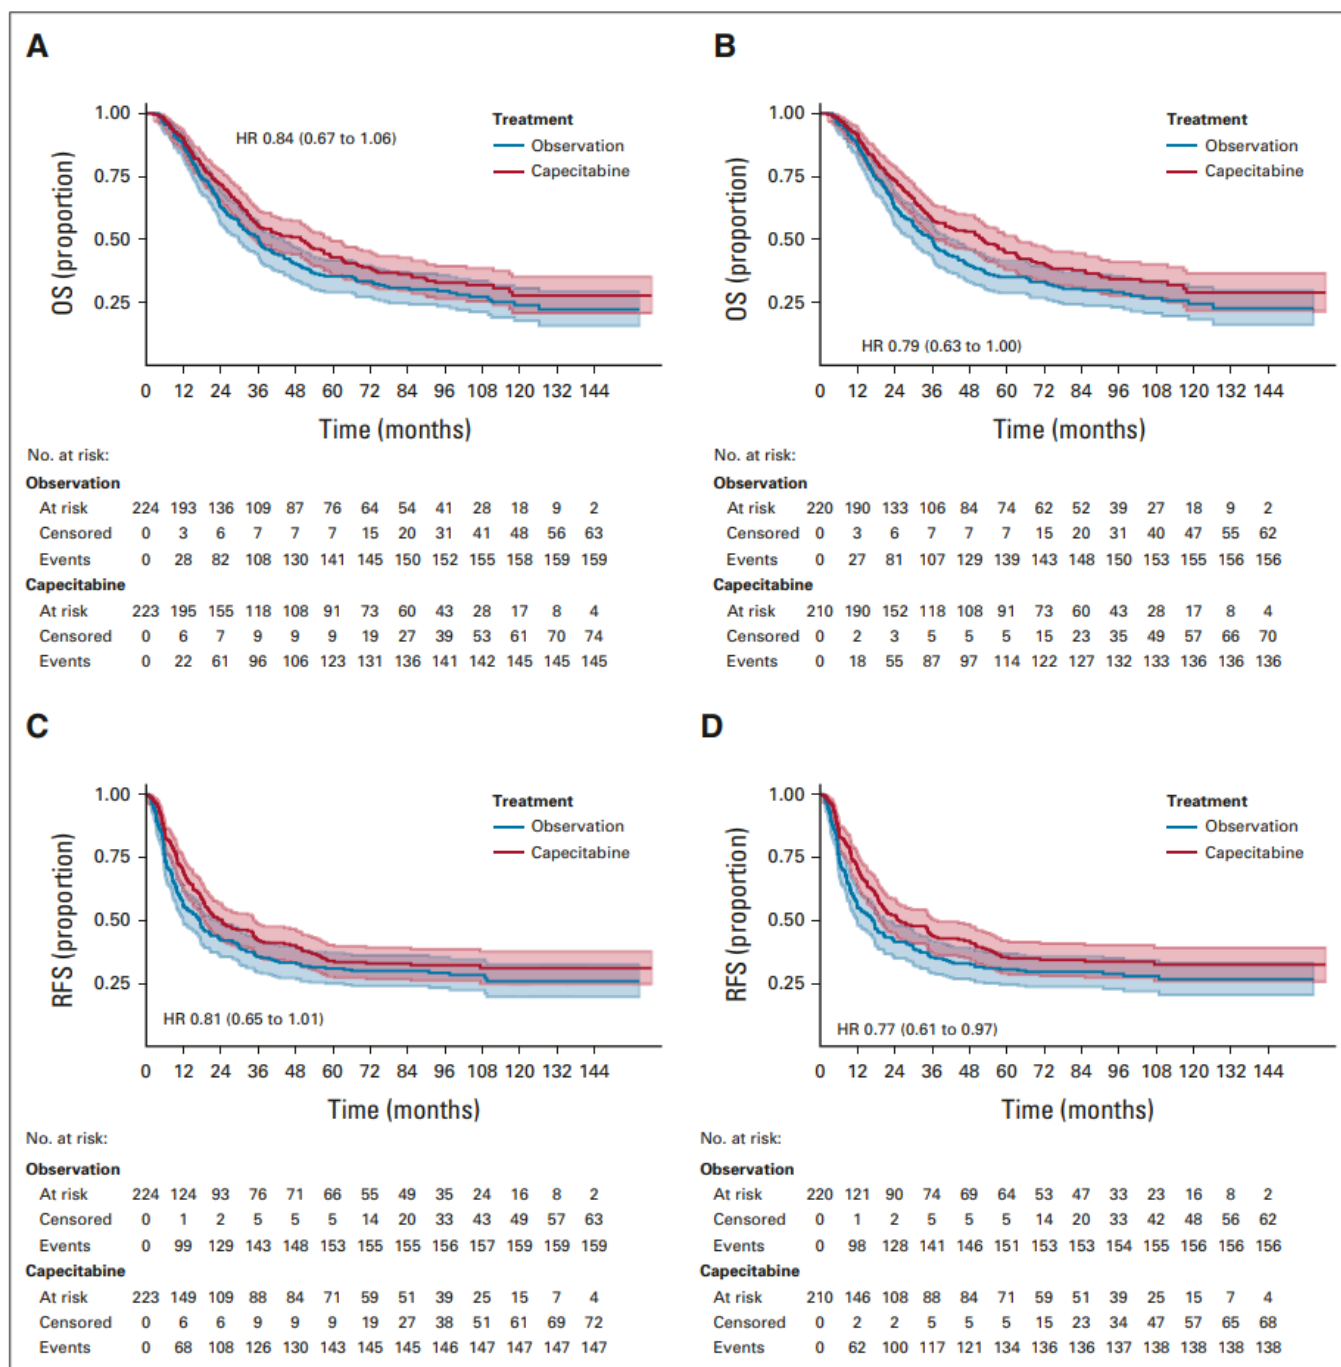 A
OS (proportion)
1.00
0.75
0.50
0.25
HR 0.84 (0.67 to 1.06)
Treatment
Observation
Capecitabine
0 12 24 36 48 60 72 84 96 108 120 132 144
Time (months)
No. at risk:
Observation
At risk 224 193 136 109 87 76 64 54 41 28 18 9 2
Censored 0 3 6 7 7 7 15 20 31 41 48 56 63
Events 0 28 82 108 130 141 145 150 152 155 158 159 159
Capecitabine
At risk 223 195 155 118 108 91 73 60 43 28 17 8 4
Censored 0 6 7 9 9 9 19 27 39 53 61 70 74
Events 0 22 61 96 106 123 131 136 141 142 145 145 145
B
OS (proportion)
1.00
0.75
0.50
0.25
Treatment
Observation
Capecitabine
HR 0.79 (0.63 to 1.00)
0 12 24 36 48 60 72 84 96 108 120 132 144
Time (months)
No. at risk:
Observation
At risk 220 190 133 106 84 74 62 52 39 27 18 9 2
Censored 0 3 6 7 7 7 15 20 31 40 47 55 62
Events 0 27 81 107 129 139 143 148 150 153 155 156 156
Capecitabine
At risk 210 190 152 118 108 91 73 60 43 28 17 8 4
Censored 0 2 3 5 5 5 15 23 35 49 57 66 70
Events 0 18 55 87 97 114 122 127 132 133 136 136 136
C
RFS (proportion)
1.00
0.75
0.50
0.25
Treatment
Observation
Capecitabine
HR 0.81 (0.65 to 1.01)
0 12 24 36 48 60 72 84 96 108 120 132 144
Time (months)
No. at risk:
Observation
At risk 224 124 93 76 71 66 55 49 35 24 16 8 2
Censored 0 1 2 5 5 5 14 20 33 43 49 57 63
Events 0 99 129 143 148 153 155 155 156 157 159 159 159
Capecitabine
At risk 223 149 109 88 84 71 59 51 39 25 15 7 4
Censored 0 6 6 9 9 9 19 27 38 51 61 69 72
Events 0 68 108 126 130 143 145 145 146 147 147 147 147
D
RFS (proportion)
1.00
0.75
0.50
0.25
Treatment
Observation
Capecitabine
HR 0.77 (0.61 to 0.97)
0 12 24 36 48 60 72 84 96 108 120 132 144
Time (months)
No. at risk:
Observation
At risk 220 121 90 74 69 64 53 47 33 23 16 8 2
Censored 0 1 2 5 5 5 14 20 33 42 48 56 62
Events 0 98 128 141 146 151 153 153 154 155 156 156 156
Capecitabine
At risk 210 146 108 88 84 71 59 51 39 25 15 7 4
Censored 0 2 2 5 5 5 15 23 34 47 57 65 68
Events 0 62 100 117 121 134 136 136 137 138 138 138 138